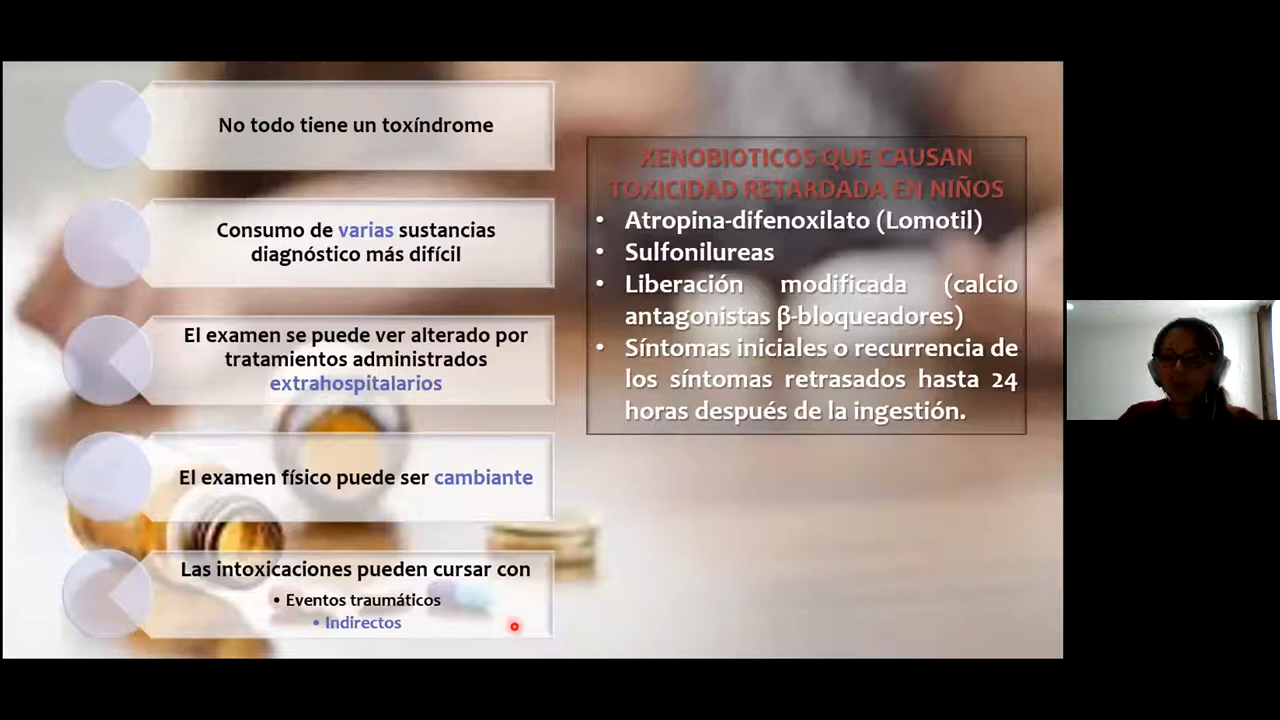 No todo tiene un toxíndrome
Consumo de varias sustancias
diagnóstico más difícil
El examen se puede ver alterado por
tratamientos administrados
extrahospitalarios
El examen físico puede ser cambiante
Las intoxicaciones pueden cursar con
• Eventos traumáticos
• Indirectos
XENOBIOTICOS QUE CAUSAN
TOXICIDAD RETARDADA EN NIÑOS
• Atropina-difenoxilato (Lomotil)
• Sulfonilureas
• Liberación modificada (calcio
antagonistas β-bloqueadores)
• Síntomas iniciales o recurrencia de
los síntomas retrasados hasta 24
horas después de la ingestión.